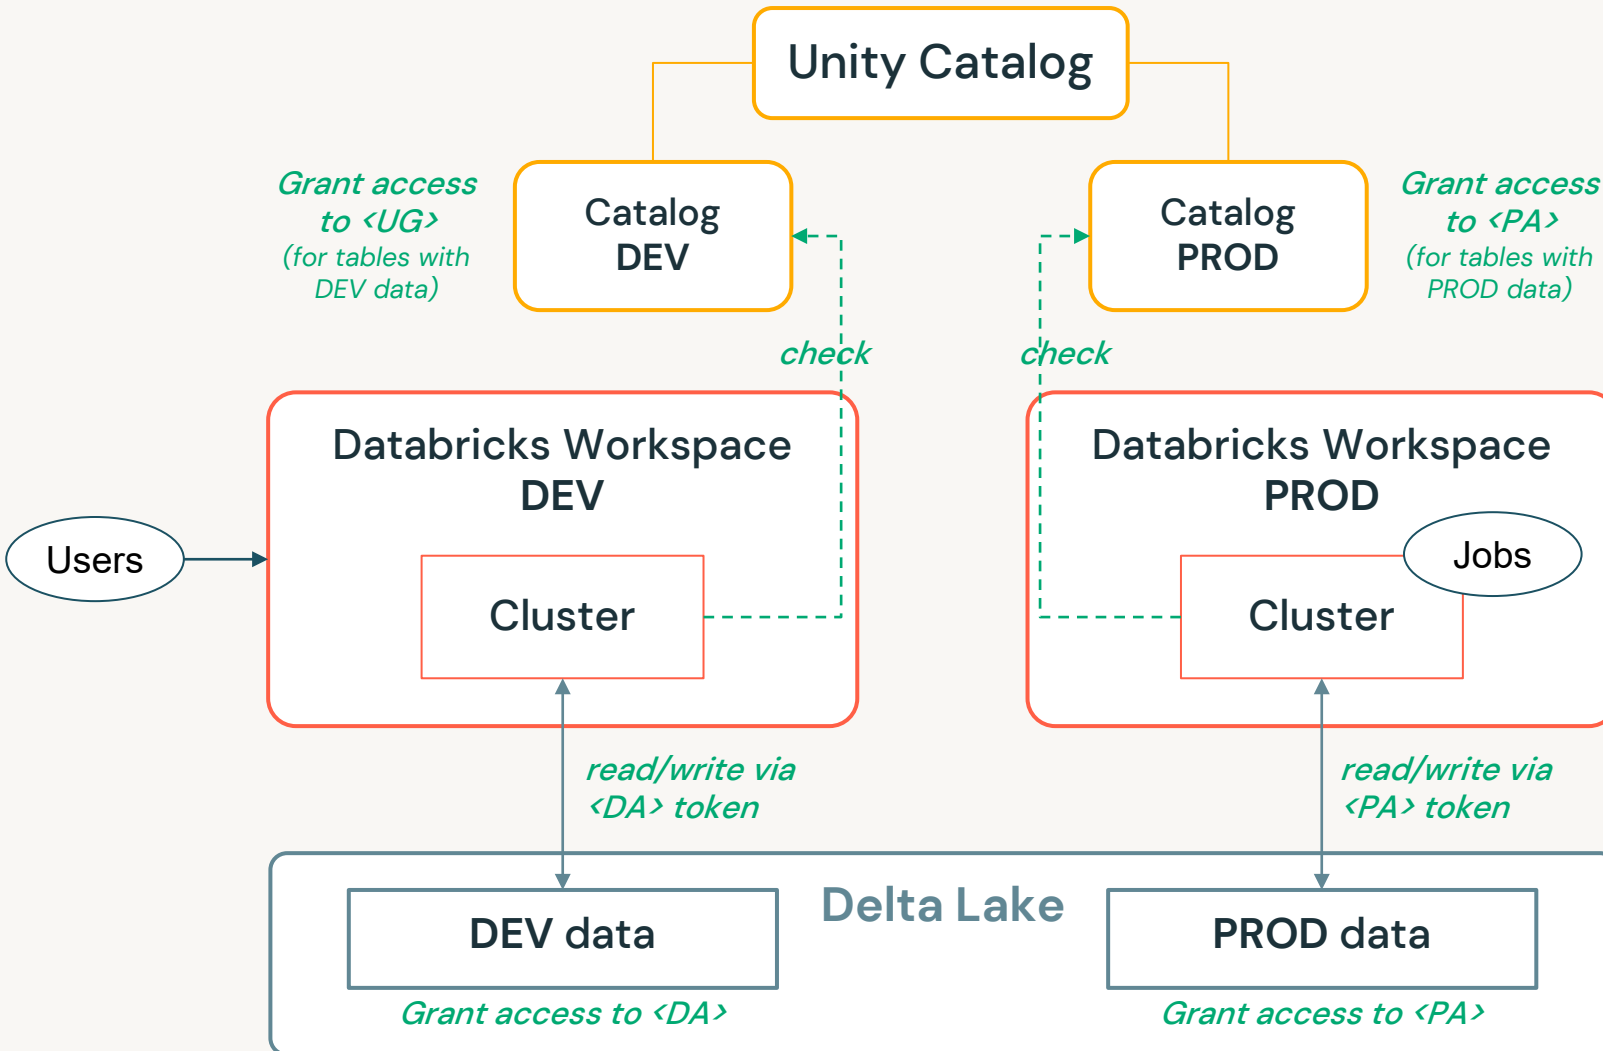 Unity Catalog
Grant access
to <UG>
(for tables with
DEV data)
Catalog
DEV
Catalog
PROD
Grant access
to <PA>
(for tables with
PROD data)
check
check
Databricks Workspace
DEV
Databricks Workspace
PROD
Users
Cluster
Cluster
Jobs
read/write via
<DA> token
read/write via
<PA> token
Delta Lake
DEV data
PROD data
Grant access to <DA>
Grant access to <PA>